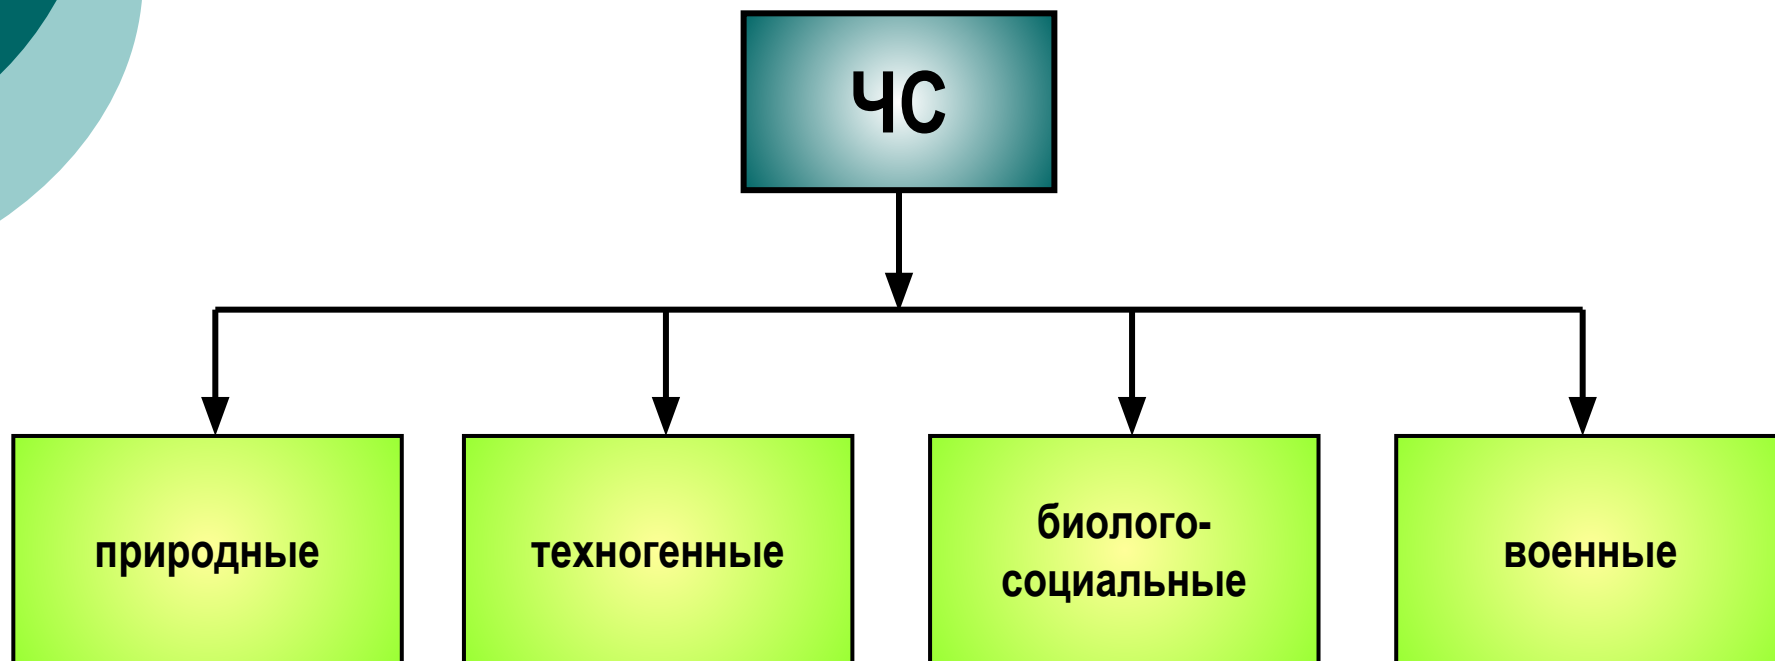 ЧС
природные
техногенные
биолого-
социальные
военные